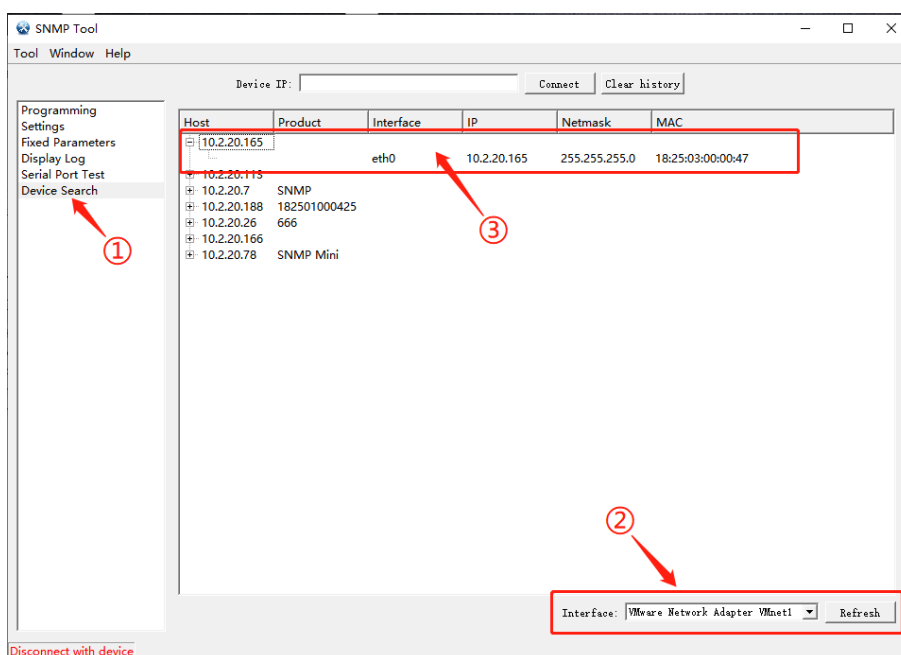 SNMP Tool
Tool Window Help
Device IP: Connect Clear history
Programming
Settings
Fixed Parameters
Display Log
Serial Port Test
Device Search
①
Host Product Interface IP Netmask MAC
10.2.20.165
eth0 10.2.20.165 255.255.255.0 18:25:03:00:00:47
10.2.20.113
10.2.20.7 SNMP
10.2.20.188 182501000425
10.2.20.26 666
10.2.20.166
10.2.20.78 SNMP Mini
③
②
Interface: VMware Network Adapter VMnet1 Refresh
Disconnect with device